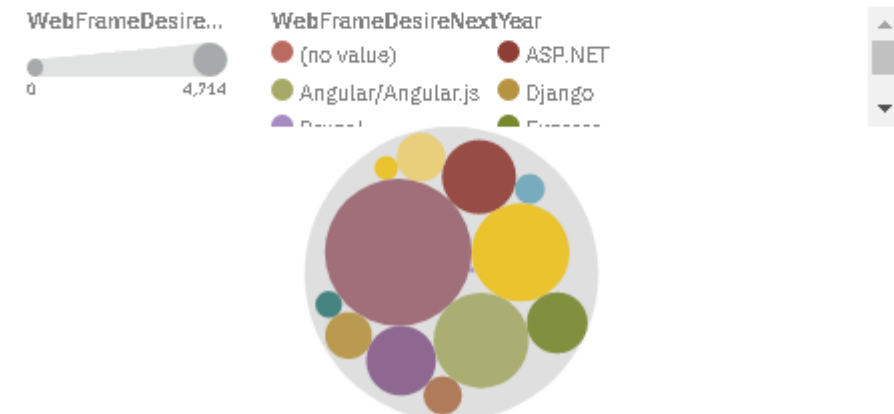 WebFrameDesire...
0 4,714
WebFrameDesireNextYear
(no value) ASP.NET
Angular/Angular.js Django